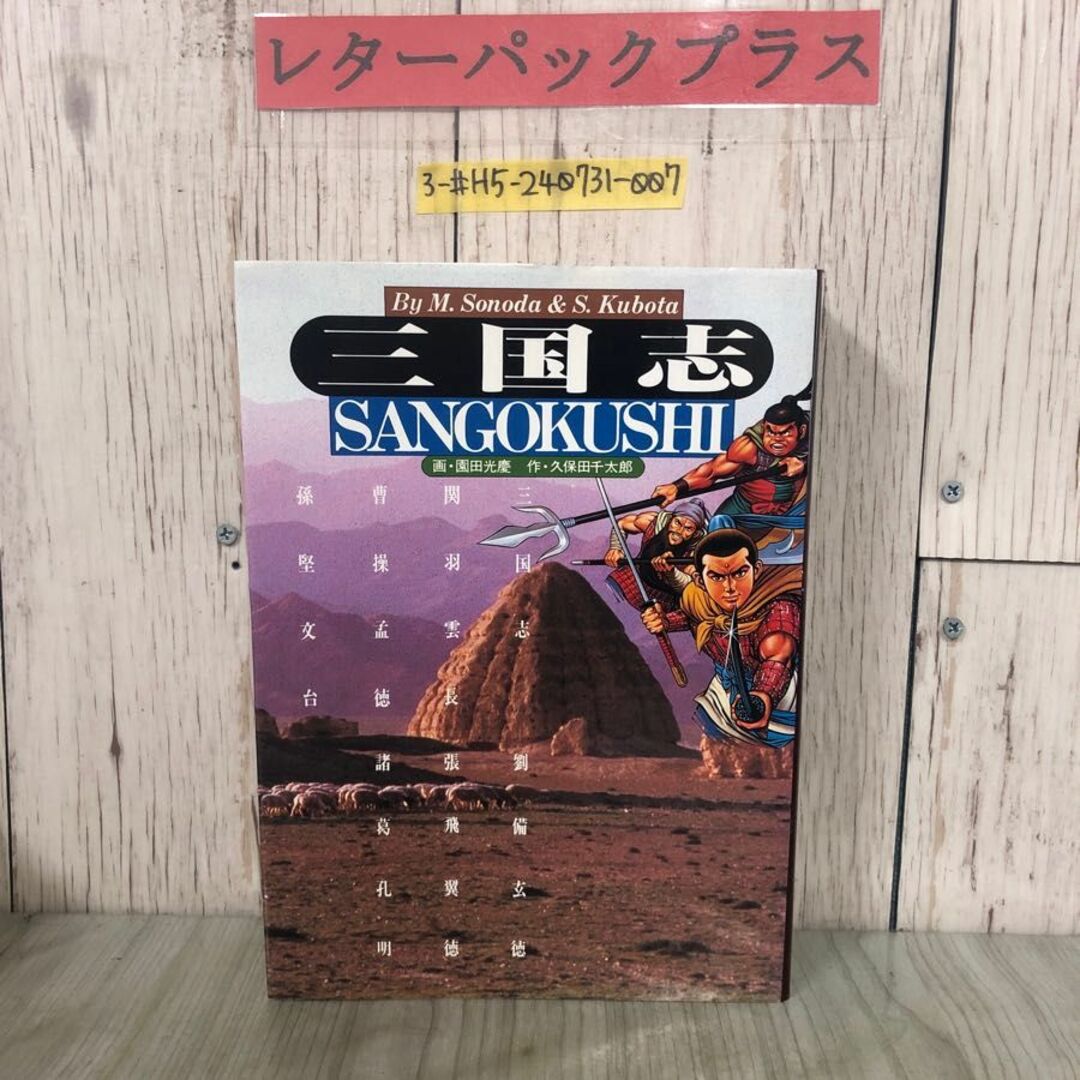 レターパックプラス
3-#H5-240731-007
By M. Sonoda & S. Kubota
三国志
SANGOKUSHI
画・園田光慶 作・久保田千太郎
三国志 劉備玄徳
関羽雲長 張飛翼徳
曹操孟徳 諸葛孔明
孫堅文台